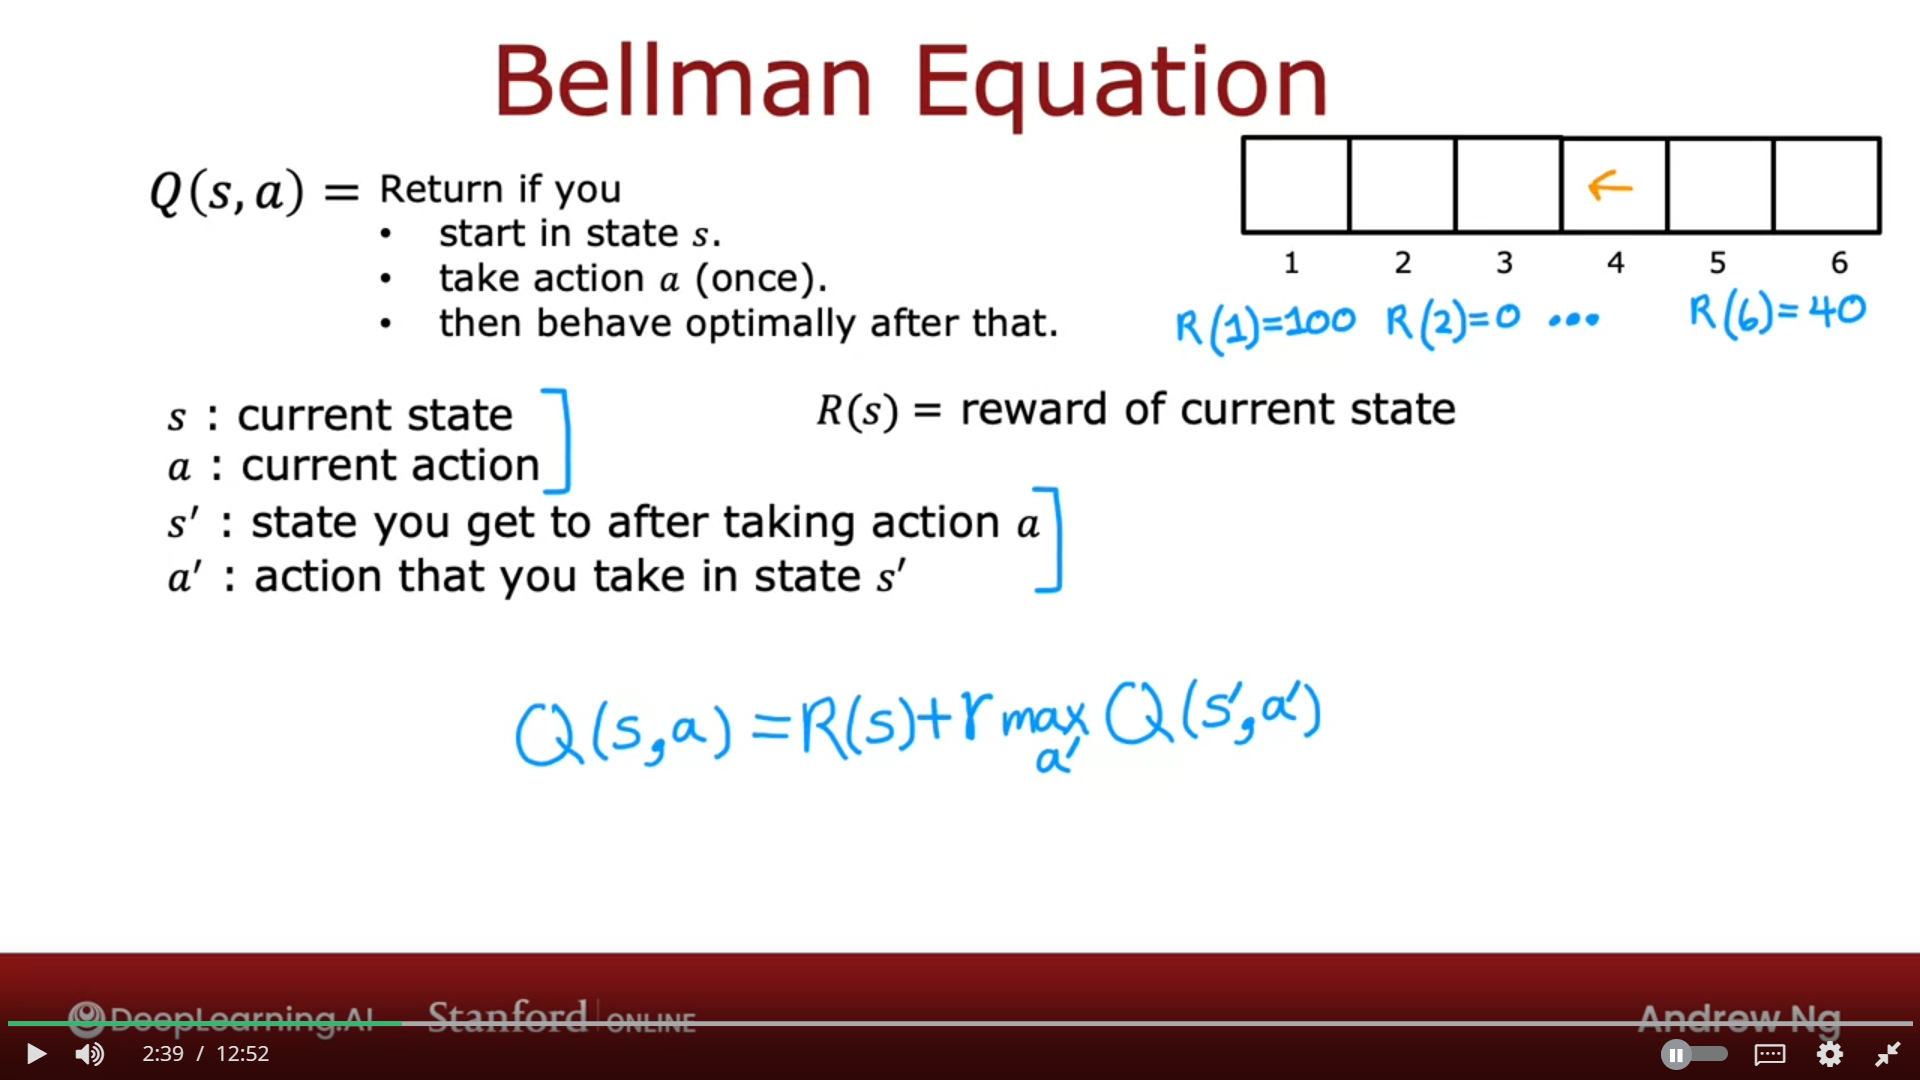 Bellman Equation
Q(s, a) = Return if you
• start in state s.
• take action a (once).
• then behave optimally after that.
1 2 3 4 5 6
R(1)=100 R(2)=0 ... R(6)=40
s : current state
a : current action
s′ : state you get to after taking action a
a′ : action that you take in state s′
R(s) = reward of current state
Q(s,a) = R(s)+γ max Q(s′,a′)
a′
DeepLearning.AI Stanford ONLINE Andrew Ng
2:39 / 12:52